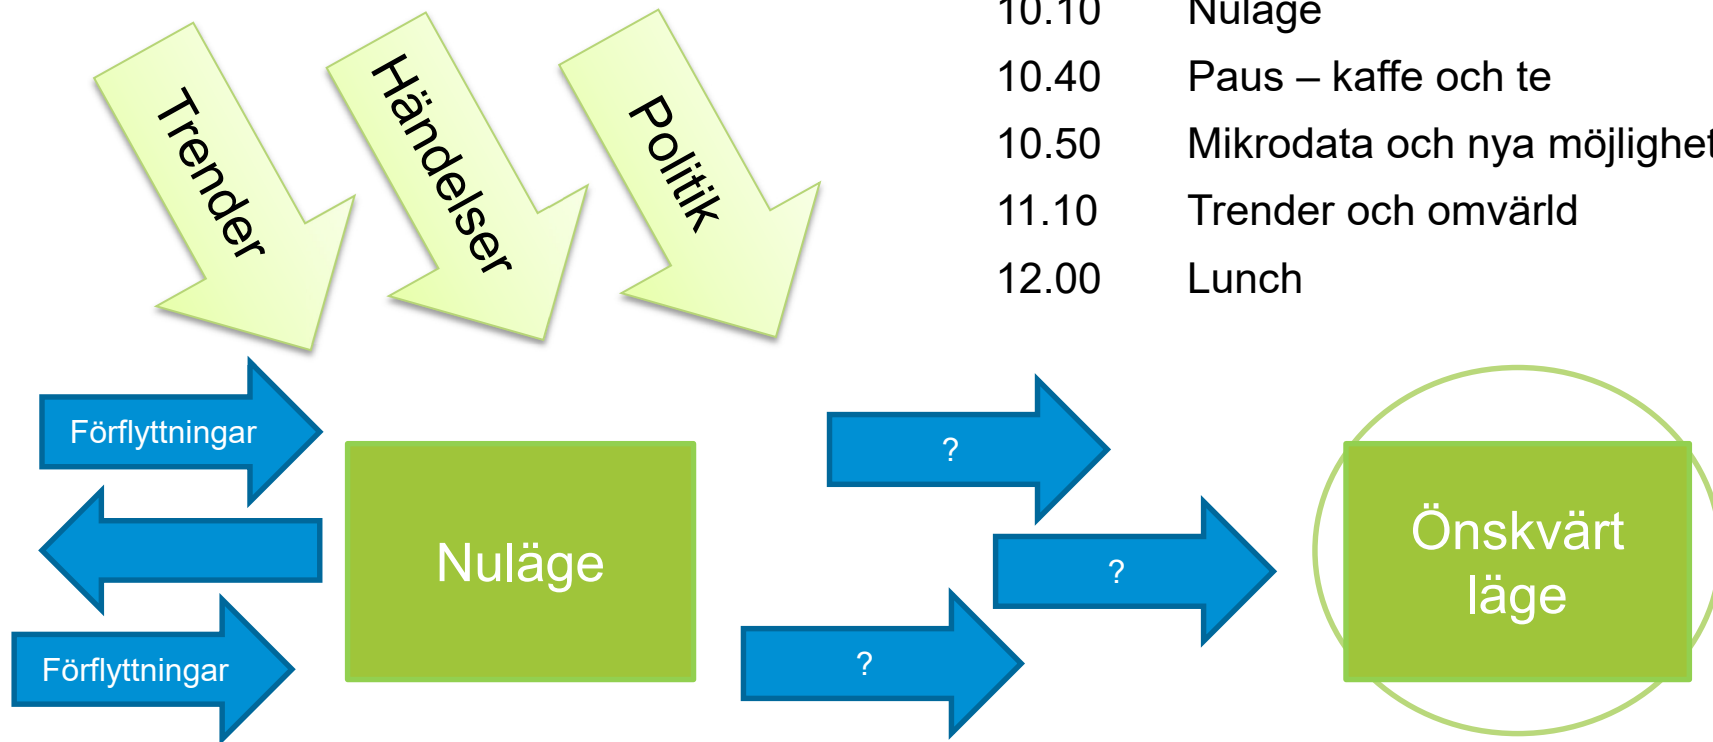 10.10 Nuläge
10.40 Paus – kaffe och te
10.50 Mikrodata och nya
11.10 Trender och omvärld
12.00 Lunch
Trender
Händelser
Politik
Förflyttningar
Förflyttningar
Nuläge
?
?
?
Önskvärt
läge